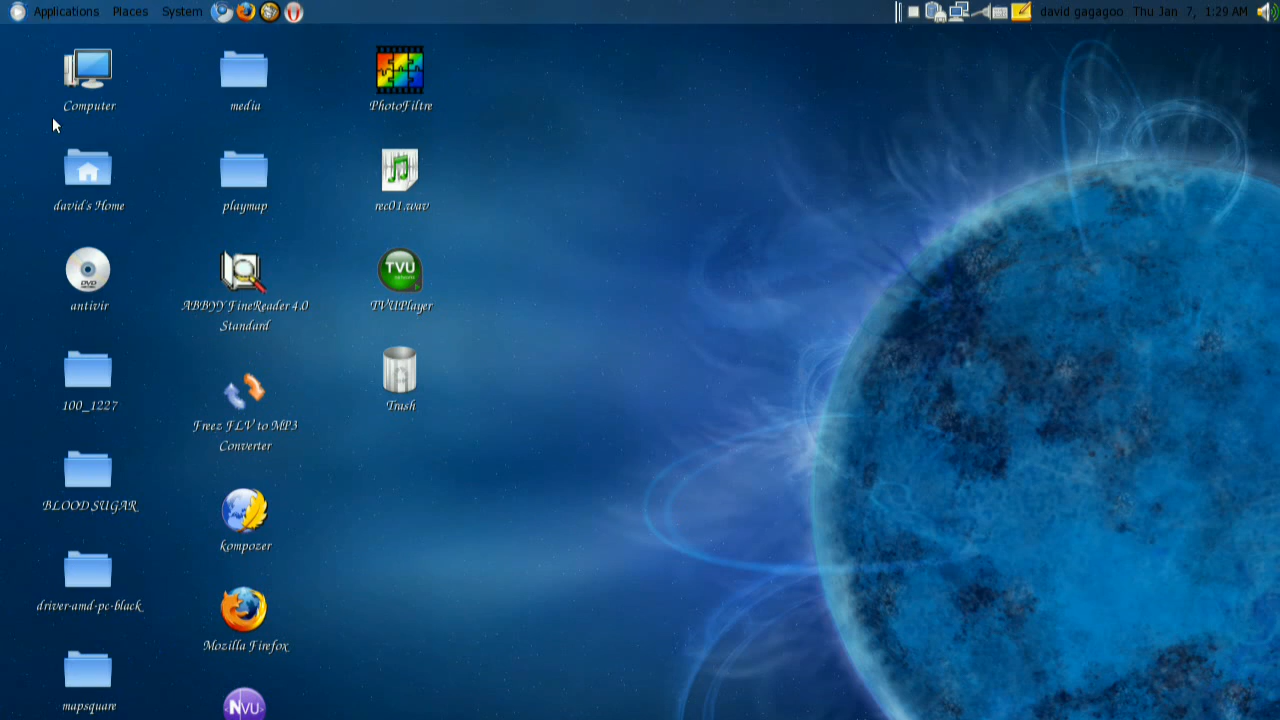 Applications Places System
david gagagoo Thu Jan 7, 1:29 AM
Computer
david's Home
antivir
DVD
100_1227
BLOOD SUGAR
driver-amd-pc-black
mapsquare
media
playmap
ABBYY FineReader 4.0
Standard
Freez FLV to MP3
Converter
kompozer
Mozilla Firefox
NVU
PhotoFiltre
rec01.wav
TVU
networks
TVUPlayer
Trash